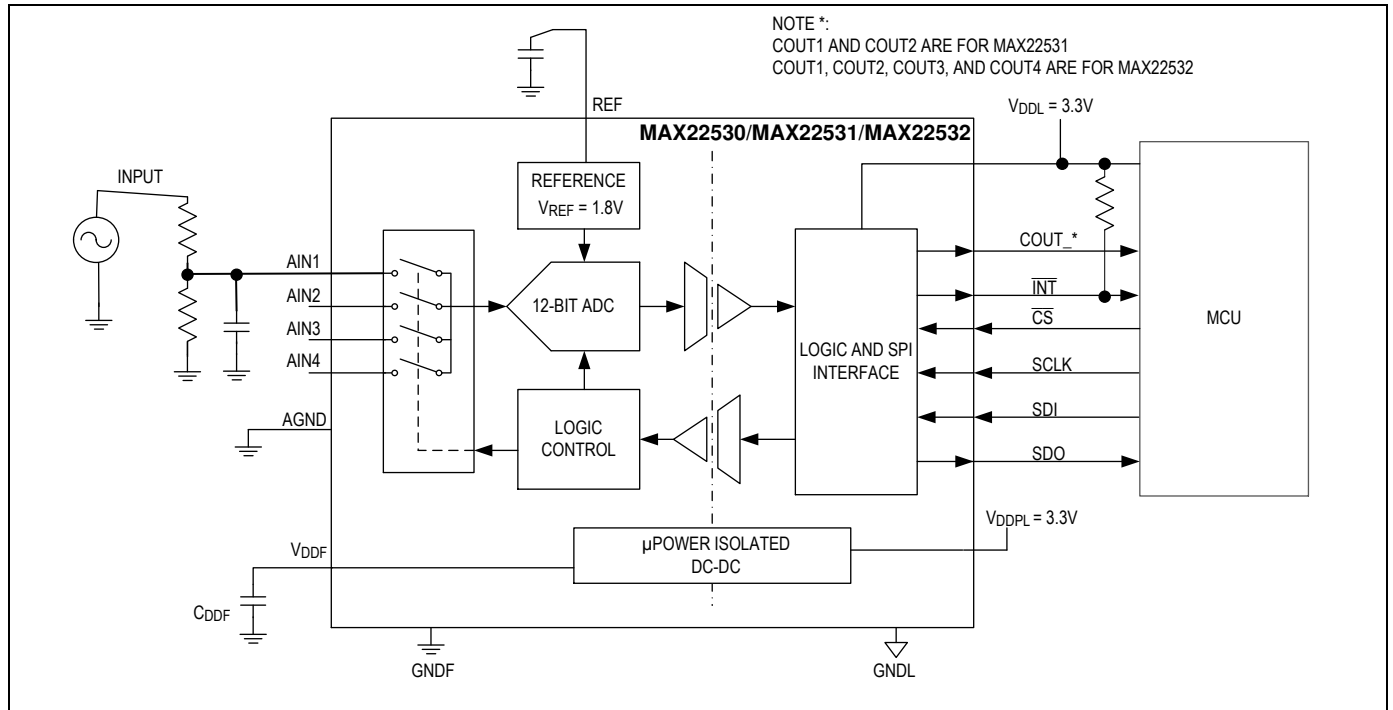 NOTE *:
COUT1 AND COUT2 ARE FOR MAX22531
COUT1, COUT2, COUT3, AND COUT4 ARE FOR MAX22532
VDDL = 3.3V
REF
MAX22530/MAX22531/MAX22532
INPUT
REFERENCE
VREF = 1.8V
AIN1
AIN2
AIN3
AIN4
12-BIT ADC
LOGIC AND SPI
INTERFACE
COUT_*
INT
CS
SCLK
SDI
SDO
MCU
AGND
LOGIC
CONTROL
VDDPL = 3.3V
VDDF
µPOWER ISOLATED
DC-DC
CDDF
GNDF
GNDL